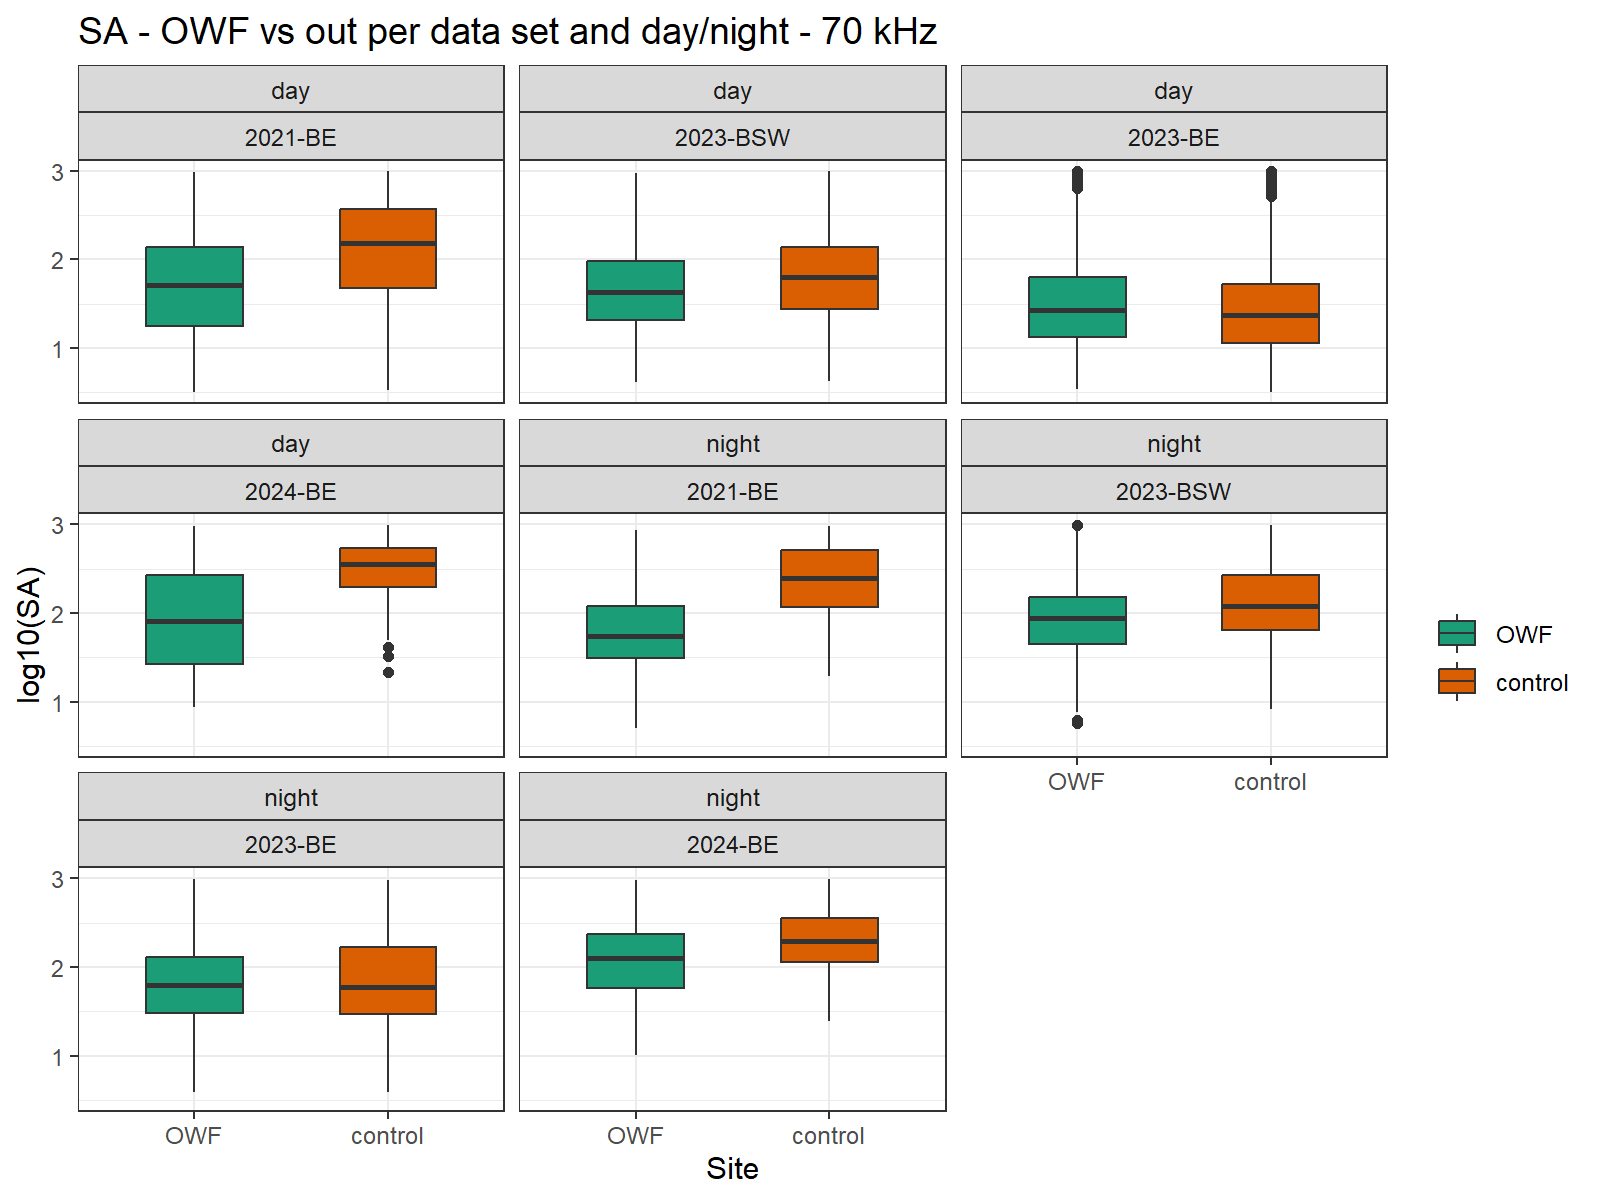 SA - OWF vs out per data set and day/night - 70 kHz
day day day
2021-BE 2023-BSW 2023-BE
3
2
1
day night night
2024-BE 2021-BE 2023-BSW
3
2
1
OWF control
night night
2023-BE 2024-BE
3
2
1
OWF control OWF control
Site
log10(SA)
OWF
control